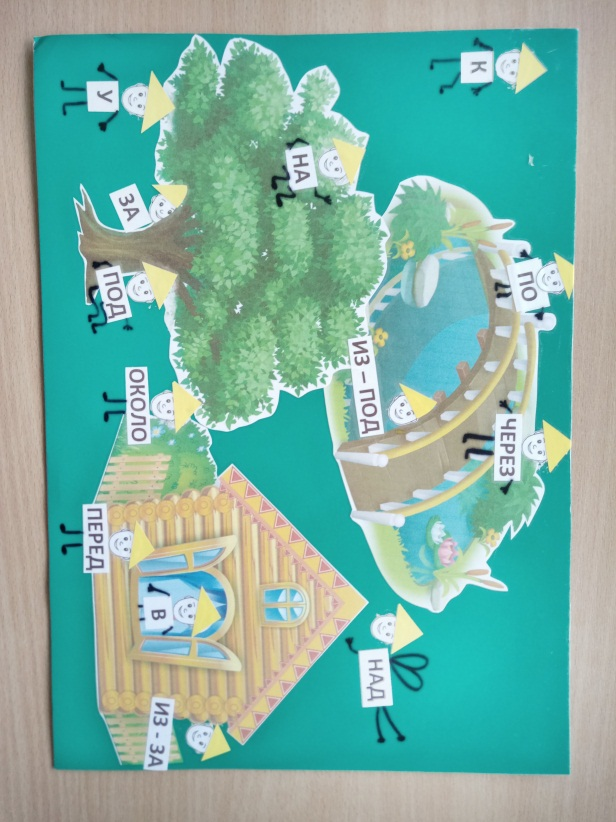 К
ПО
ЧЕРЕЗ
НАД
ИЗ – ПОД
НА
У
ЗА
ПОД
ОКОЛО
ПЕРЕД
В
ИЗ - ЗА